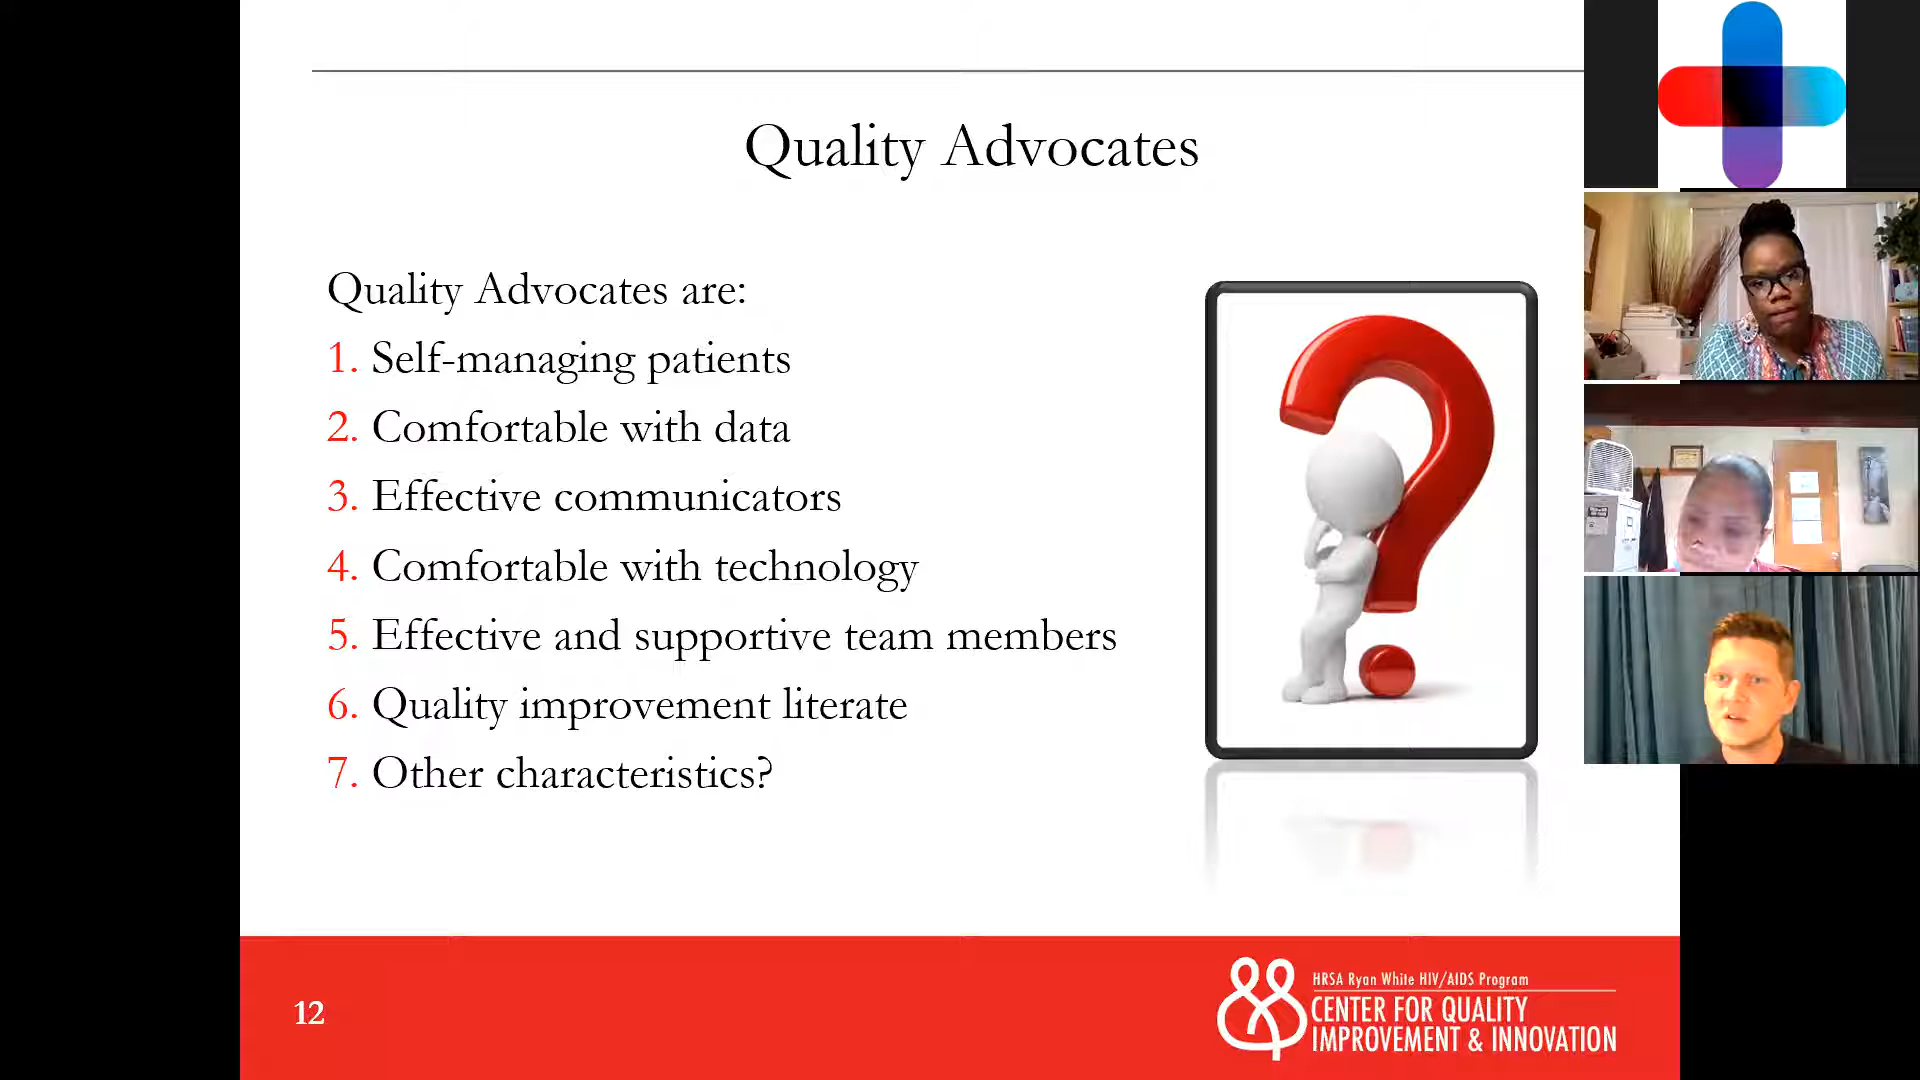 Quality Advocates
Quality Advocates are:
1. Self-managing patients
2. Comfortable with data
3. Effective communicators
4. Comfortable with technology
5. Effective and supportive team members
6. Quality improvement literate
7. Other characteristics?
12
HRSA Ryan White HIV/AIDS Program
CENTER FOR QUALITY
IMPROVEMENT & INNOVATION